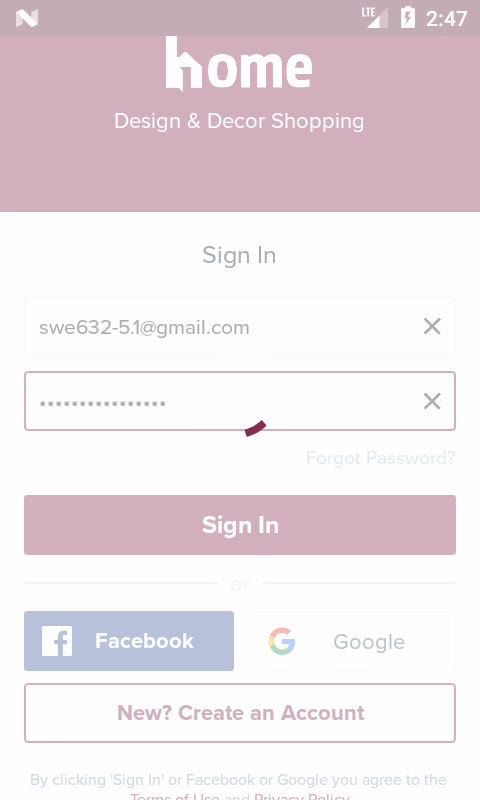 LTE 2:47
home
Design & Decor Shopping
Sign In
swe632-5.1@gmail.com
••••••••••••••••
Forgot Password?
Sign In
or
Facebook
Google
New? Create an Account
By clicking 'Sign In' or Facebook or Google you agree to the
Terms of Use and Privacy Policy